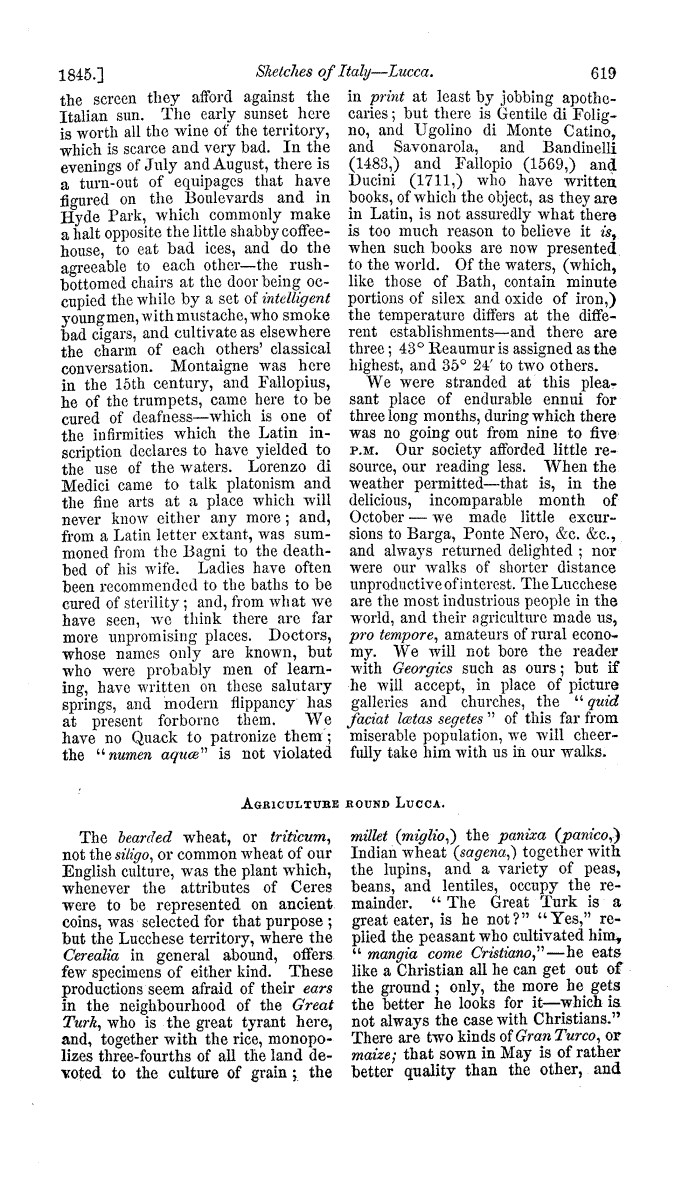 1845.] Sketches of Italy—Lucca. 619
the screen they afford against the
Italian sun. The early sunset here
is worth all the wine of the territory,
which is scarce and very bad. In the
evenings of July and August, there is
a turn-out of equipages that have
figured on the Boulevards and in
Hyde Park, which commonly make
a halt opposite the little shabby coffee-
house, to eat bad ices, and do the
agreeable to each other—the rush-
bottomed chairs at the door being oc-
cupied the while by a set of intelligent
young men, with mustache, who smoke
bad cigars, and cultivate as elsewhere
the charm of each others' classical
conversation. Montaigne was here
in the 15th century, and Fallopius,
he of the trumpets, came here to be
cured of deafness—which is one of
the infirmities which the Latin in-
scription declares to have yielded to
the use of the waters. Lorenzo di
Medici came to talk platonism and
the fine arts at a place which will
never know either any more; and,
from a Latin letter extant, was sum-
moned from the Bagni to the death-
bed of his wife. Ladies have often
been recommended to the baths to be
cured of sterility; and, from what we
have seen, we think there are far
more unpromising places. Doctors,
whose names only are known, but
who were probably men of learn-
ing, have written on these salutary
springs, and modern flippancy has
at present forborne them. We
have no Quack to patronize them;
the "numen aquæ" is not violated
in print at least by jobbing apothe-
caries; but there is Gentile di Folig-
no, and Ugolino di Monte Catino,
and Savonarola, and Bandinelli
(1483,) and Fallopio (1569,) and
Ducini (1711,) who have written
books, of which the object, as they are
in Latin, is not assuredly what there
is too much reason to believe it is,
when such books are now presented
to the world. Of the waters, (which,
like those of Bath, contain minute
portions of silex and oxide of iron,)
the temperature differs at the diffe-
rent establishments—and there are
three; 43° Reaumur is assigned as the
highest, and 35° 24′ to two others.
We were stranded at this plea-
sant place of endurable ennui for
three long months, during which there
was no going out from nine to five
P.M. Our society afforded little re-
source, our reading less. When the
weather permitted—that is, in the
delicious, incomparable month of
October — we made little excur-
sions to Barga, Ponte Nero, &c. &c.,
and always returned delighted; nor
were our walks of shorter distance
unproductive of interest. The Lucchese
are the most industrious people in the
world, and their agriculture made us,
pro tempore, amateurs of rural econo-
my. We will not bore the reader
with Georgics such as ours; but if
he will accept, in place of picture
galleries and churches, the "quid
faciat lætas segetes" of this far from
miserable population, we will cheer-
fully take him with us in our walks.
AGRICULTURE ROUND LUCCA.
The bearded wheat, or triticum,
not the siligo, or common wheat of our
English culture, was the plant which,
whenever the attributes of Ceres
were to be represented on ancient
coins, was selected for that purpose;
but the Lucchese territory, where the
Cerealia in general abound, offers
few specimens of either kind. These
productions seem afraid of their ears
in the neighbourhood of the Great
Turk, who is the great tyrant here,
and, together with the rice, monopo-
lizes three-fourths of all the land de-
voted to the culture of grain; the
millet (miglio,) the panixa (panico,)
Indian wheat (sagena,) together with
the lupins, and a variety of peas,
beans, and lentiles, occupy the re-
mainder. "The Great Turk is a
great eater, is he not?" "Yes," re-
plied the peasant who cultivated him,
"mangia come Cristiano,"—he eats
like a Christian all he can get out of
the ground; only, the more he gets
the better he looks for it—which is
not always the case with Christians."
There are two kinds of Gran Turco, or
maize; that sown in May is of rather
better quality than the other, and